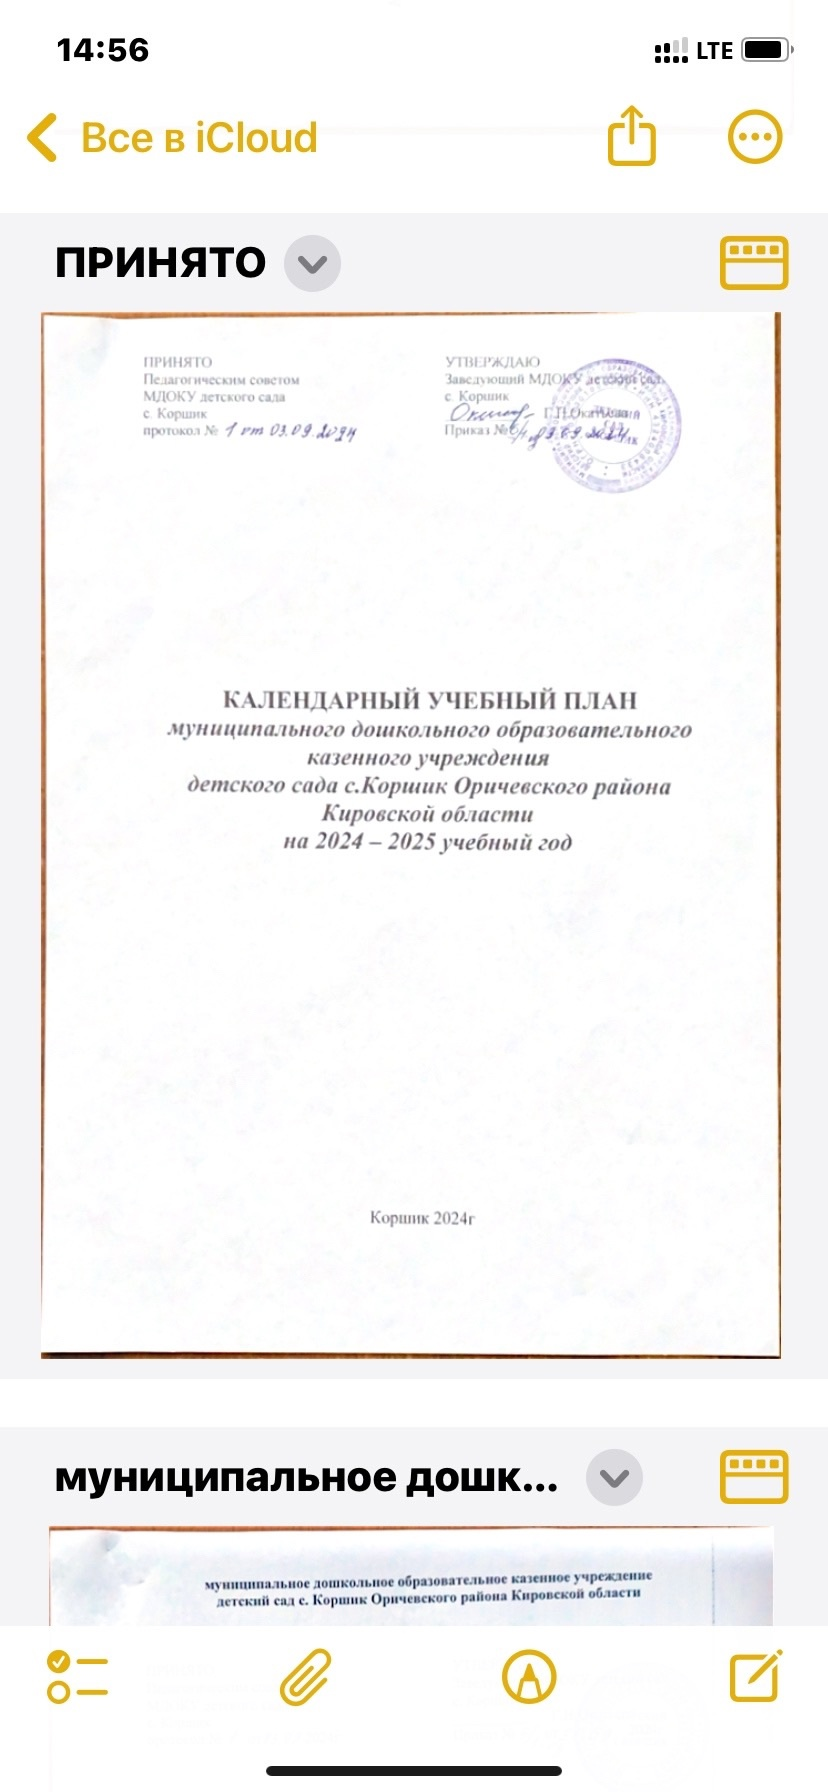 14:56
LTE
Все в iCloud
ПРИНЯТО
ПРИНЯТО
Педагогическим советом
МДОКУ детского сада
с. Коршик
протокол № 1 от 03.09.2024
УТВЕРЖДАЮ
Заведующий МДОКУ детский сад
с. Коршик
Приказ №
КАЛЕНДАРНЫЙ УЧЕБНЫЙ ПЛАН
муниципального дошкольного образовательного
казенного учреждения
детского сада с.Коршик Оричевского района
Кировской области
на 2024 – 2025 учебный год
Коршик 2024г
муниципальное дошк...
муниципальное дошкольное образовательное казенное учреждение
детский сад с. Коршик Оричевского района Кировской области